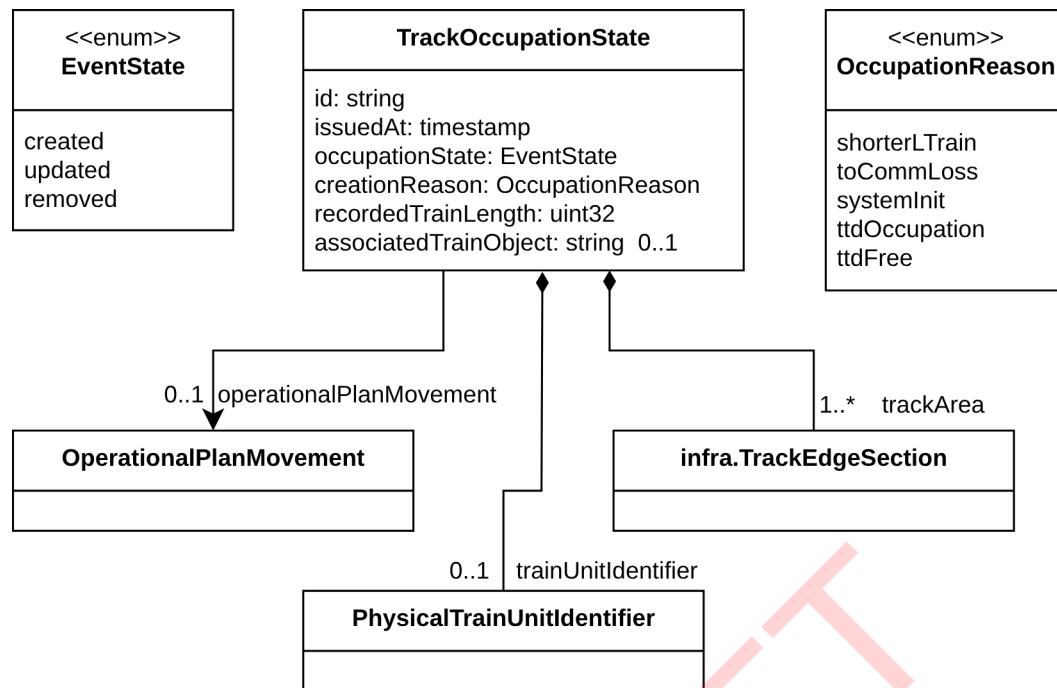 <<enum>>
EventState
created
updated
removed
TrackOccupationState
id: string
issuedAt: timestamp
occupationState: EventState
creationReason: OccupationReason
recordedTrainLength: uint32
associatedTrainObject: string 0..1
<<enum>>
OccupationReason
shorterLTrain
toCommLoss
systemInit
ttdOccupation
ttdFree
0..1 operationalPlanMovement
1..* trackArea
OperationalPlanMovement
infra.TrackEdgeSection
0..1 trainUnitIdentifier
PhysicalTrainUnitIdentifier